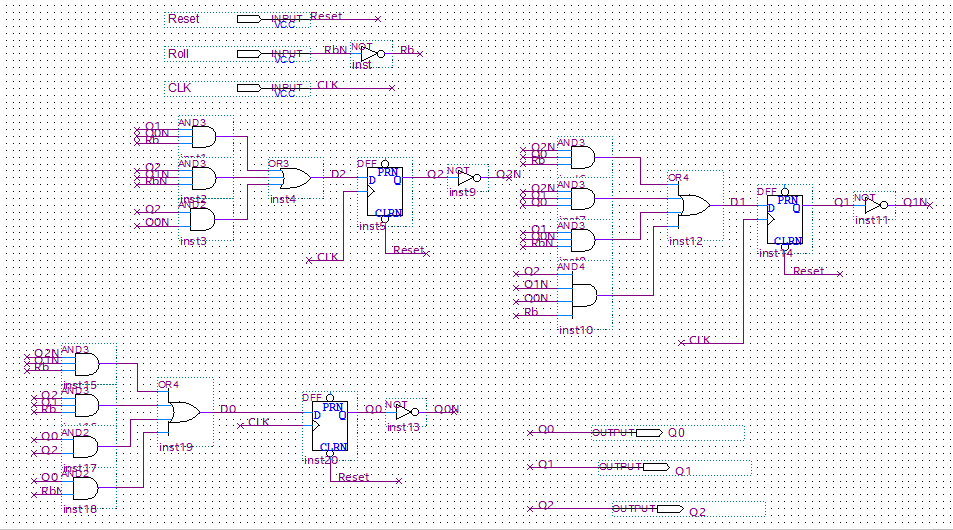 Reset INPUT VCC Reset
Roll INPUT VCC RbN NOT inst Rb
CLK INPUT VCC CLK
AND3
Q1
Q0N
Rb
AND3
Q2
Q1N
RbN
inst2
AND2
Q2
Q0N
inst3
OR3
inst4
D2
DFF
PRN
D Q
CLRN
inst5
CLK
Reset
Q2
NOT
inst9
Q2N
AND3
Q2N
Q0
Rb
AND3
Q2N
Q1
Q0
AND3
Q1
Q0N
RbN
AND4
Q2
Q1N
Q0N
Rb
inst10
OR4
inst12
D1
DFF
PRN
D Q
CLRN
inst14
CLK
Reset
Q1
NOT
inst11
Q1N
AND3
Q2N
Q1N
Rb
inst15
AND3
Q2
Q1
Rb
AND2
Q0
Q2
inst17
AND2
Q0
RbN
inst18
OR4
inst19
D0
DFF
PRN
D Q
CLRN
inst20
CLK
Reset
Q0
NOT
inst13
Q0N
Q0 OUTPUT Q0
Q1 OUTPUT Q1
Q2 OUTPUT Q2